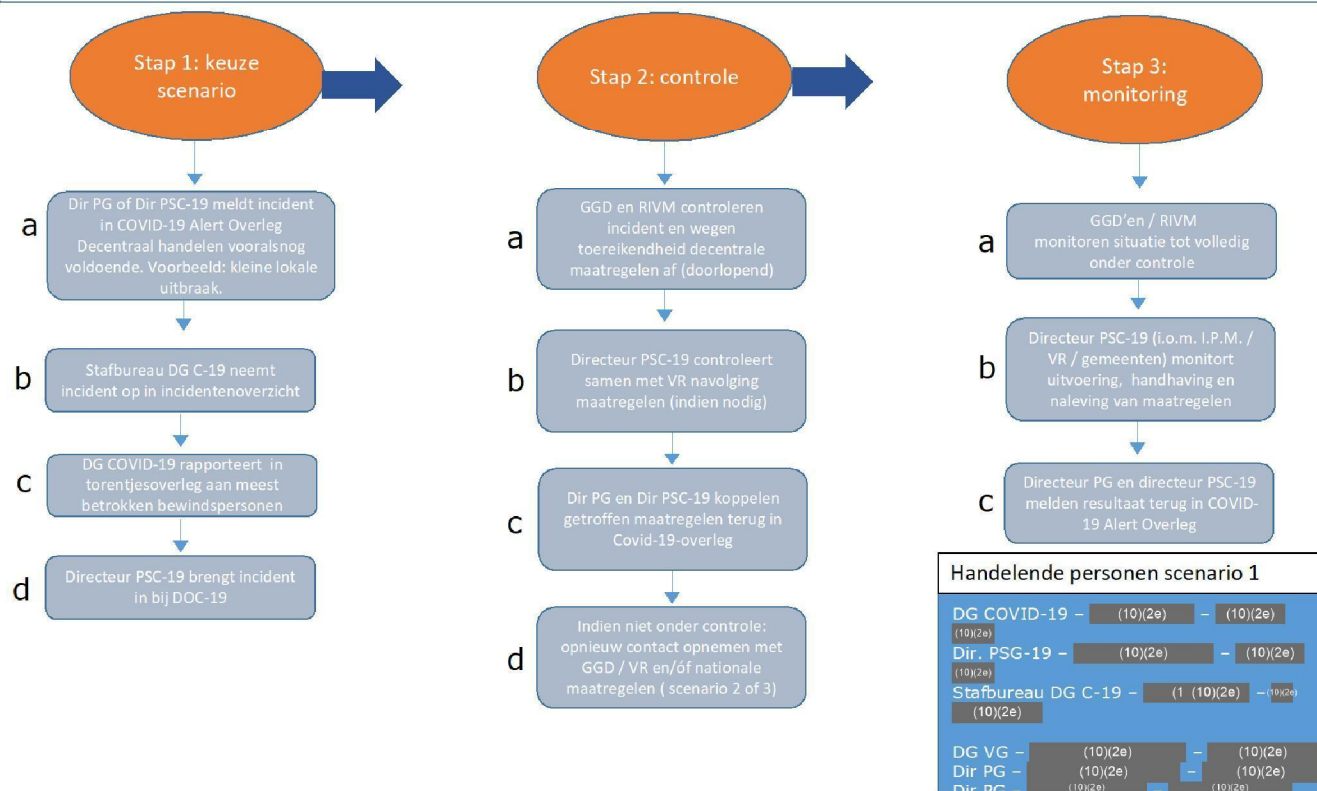 Stap 1: keuze
scenario
a
Dir PG of Dir PSC-19 meldt incident
in COVID-19 Alert Overleg
Decentraal handelen vooralsnog
voldoende. Voorbeeld: kleine lokale
uitbraak.
b
Stafbureau DG C-19 neemt
incident op in incidentenoverzicht
c
DG COVID-19 rapporteert in
torentjesoverleg aan meest
betrokken bewindspersonen
d
Directeur PSC-19 brengt incident
in bij DOC-19
Stap 2: controle
a
GGD en RIVM controleren
incident en wegen
toereikendheid decentrale
maatregelen af (doorlopend)
b
Directeur PSC-19 controleert
samen met VR navolging
maatregelen (indien nodig)
c
Dir PG en Dir PSC-19 koppelen
getroffen maatregelen terug in
Covid-19-overleg
d
Indien niet onder controle:
opnieuw contact opnemen met
GGD / VR en/óf nationale
maatregelen ( scenario 2 of 3)
Stap 3:
monitoring
a
GGD'en / RIVM
monitoren situatie tot volledig
onder controle
b
Directeur PSC-19 (i.o.m. I.P.M. /
VR / gemeenten) monitort
uitvoering, handhaving en
naleving van maatregelen
c
Directeur PG en directeur PSC-19
melden resultaat terug in COVID-
19 Alert Overleg
Handelende personen scenario 1
DG COVID-19 – (10)(2e) – (10)(2e)
(10)(2e)
Dir. PSG-19 – (10)(2e) – (10)(2e)
(10)(2e)
Stafbureau DG C-19 – (1 (10)(2e) – (10)(2e)
(10)(2e)
DG VG – (10)(2e) – (10)(2e)
Dir PG – (10)(2e) – (10)(2e)
Dir PG – (10)(2e) – (10)(2e)